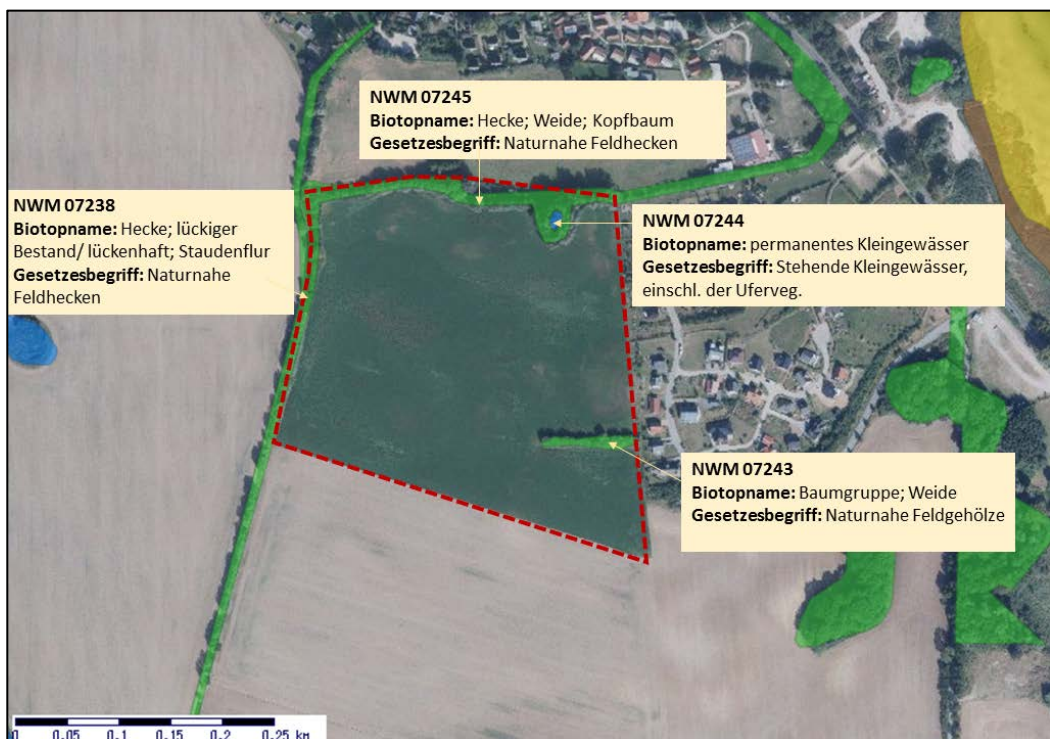 NWM 07245
Biotopname: Hecke; Weide; Kopfbaum
Gesetzesbegriff: Naturnahe Feldhecken
NWM 07238
Biotopname: Hecke; lückiger
Bestand/ lückenhaft; Staudenflur
Gesetzesbegriff: Naturnahe
Feldhecken
NWM 07244
Biotopname: permanentes Kleingewässer
Gesetzesbegriff: Stehende Kleingewässer,
einschl. der Uferveg.
NWM 07243
Biotopname: Baumgruppe; Weide
Gesetzesbegriff: Naturnahe Feldgehölze
0 0.05 0.1 0.15 0.2 0.25 km